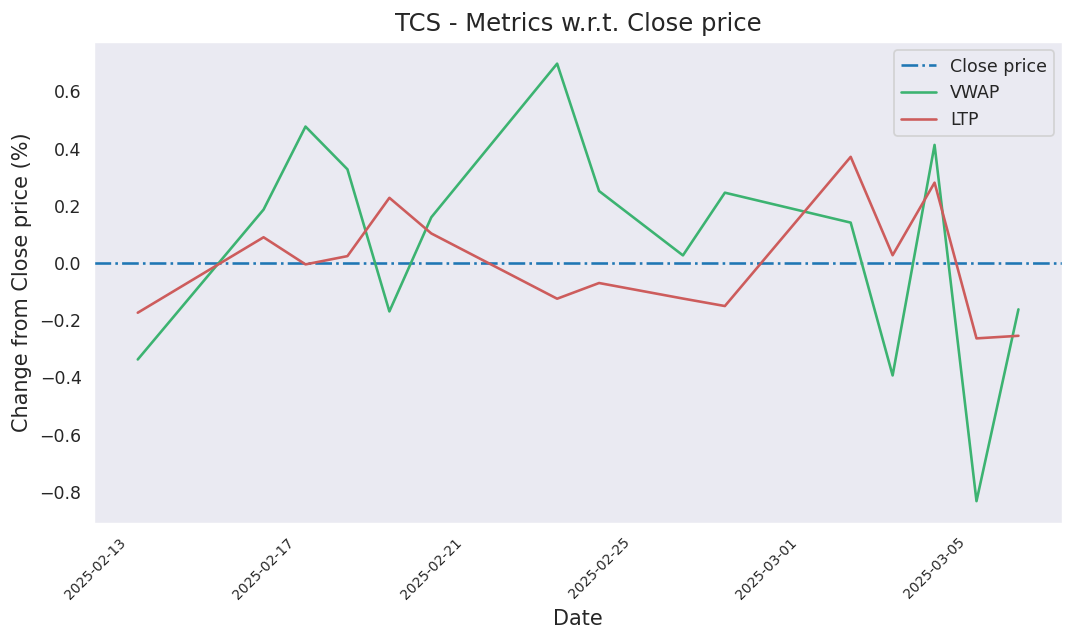 TCS - Metrics w.r.t. Close price
Close price
VWAP
LTP
Change from Close price (%)
0.6
0.4
0.2
0.0
−0.2
−0.4
−0.6
−0.8
2025-02-13
2025-02-17
2025-02-21
2025-02-25
2025-03-01
2025-03-05
Date